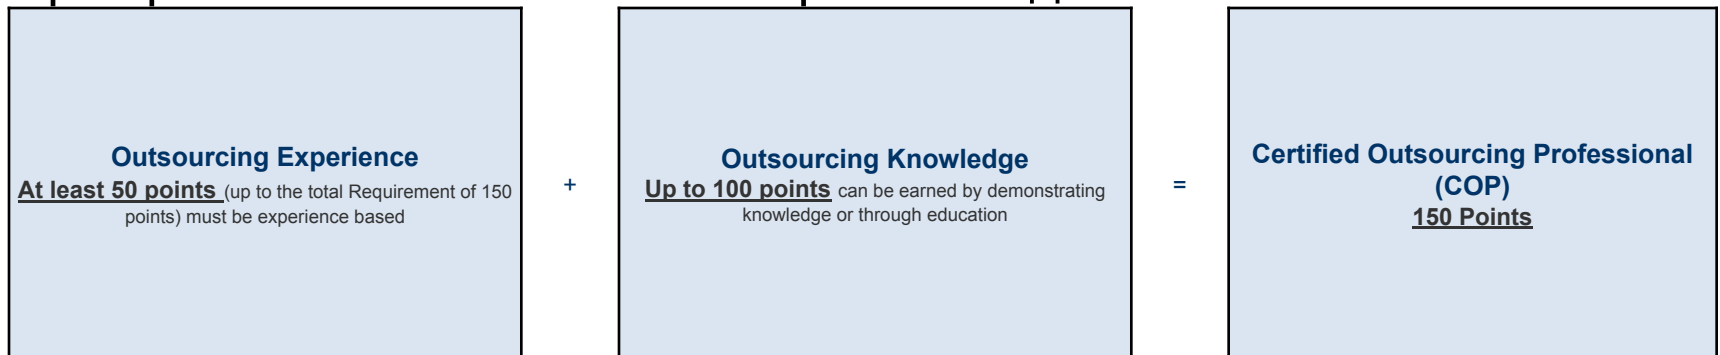 Outsourcing Experience
At least 50 points (up to the total Requirement of 150
points) must be experience based
+
Outsourcing Knowledge
Up to 100 points can be earned by demonstrating
knowledge or through education
=
Certified Outsourcing Professional
(COP)
150 Points